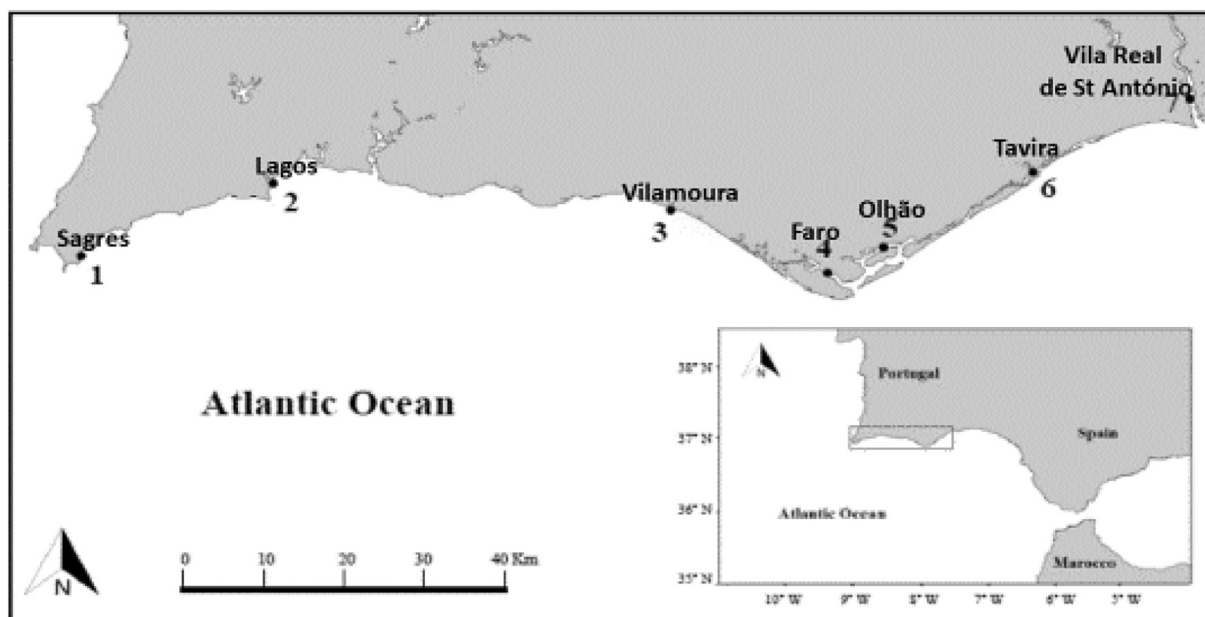 Vila Real
de St António
7
Tavira
6
Lagos
2
Vilamoura
3
Olhão
5
Faro
4
Sagres
1
Atlantic Ocean
N
0 10 20 30 40 Km
N
38° N
37° N
36° N
35° N
Portugal
Spain
Atlantic Ocean
Marocco
10° W 9° W 8° W 7° W 6° W 5° W